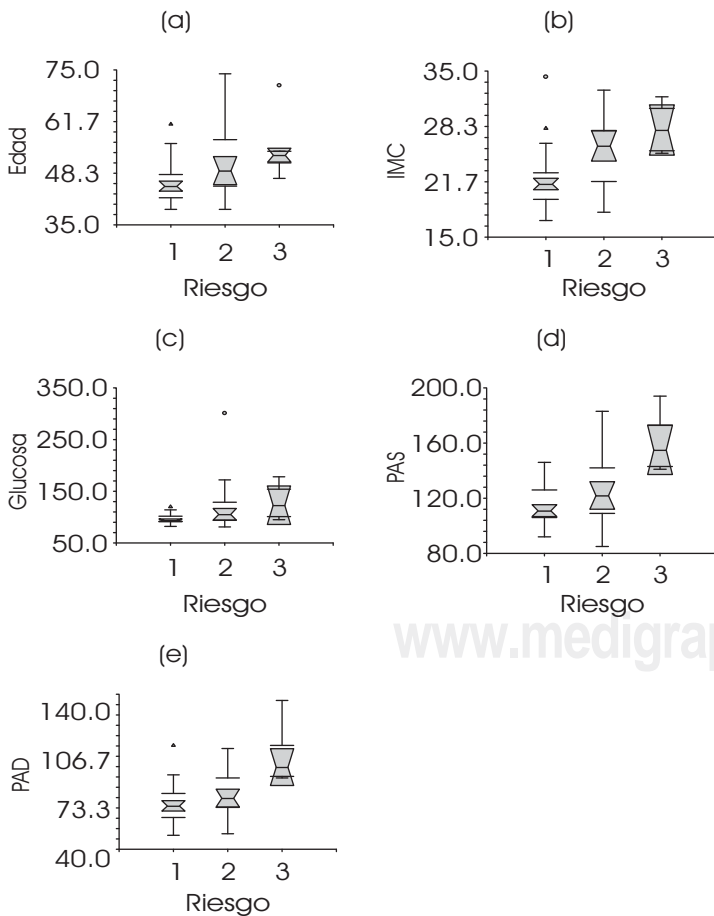 (a)
75.0
61.7
48.3
35.0
Edad
1 2 3
Riesgo
(b)
35.0
28.3
21.7
15.0
IMC
1 2 3
Riesgo
(c)
350.0
250.0
150.0
50.0
Glucosa
1 2 3
Riesgo
(d)
200.0
160.0
120.0
80.0
PAS
1 2 3
Riesgo
www.medigrap
(e)
140.0
106.7
73.3
40.0
PAD
1 2 3
Riesgo